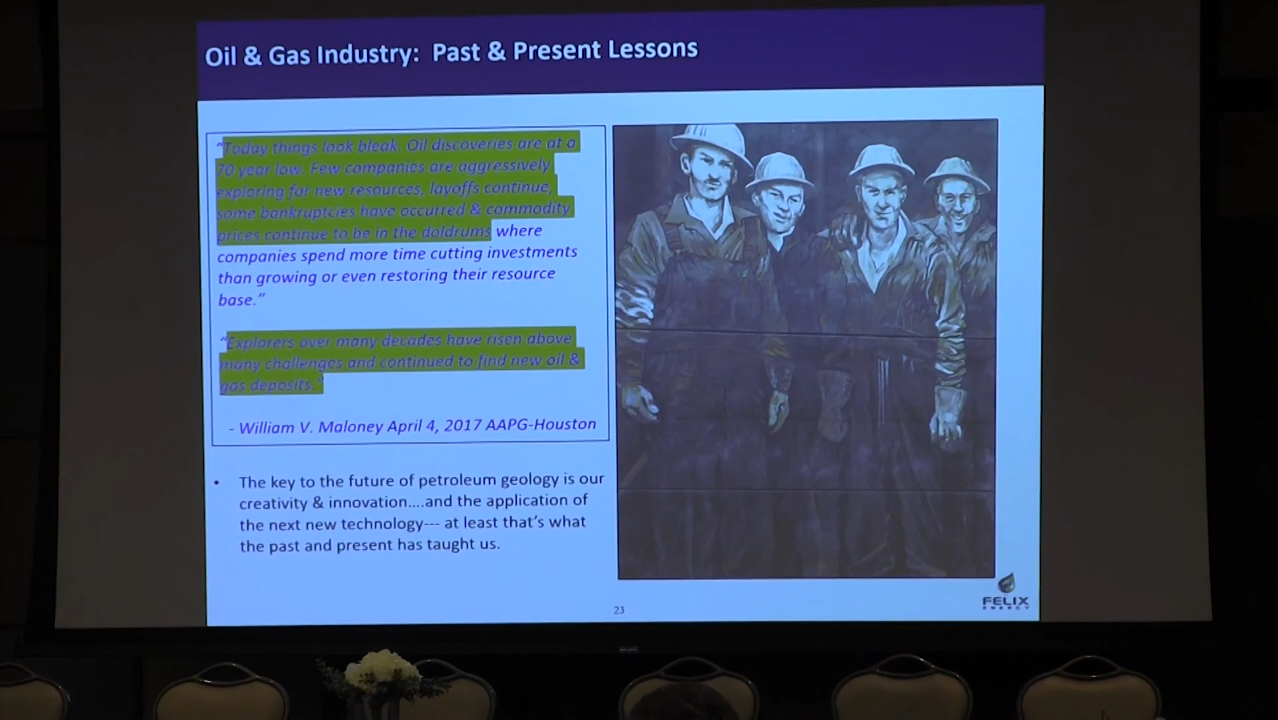 Oil & Gas Industry: Past & Present Lessons
"Today things look bleak. Oil discoveries are at a
70 year low. Few companies are aggressively
exploring for new resources, layoffs continue,
some bankruptcies have occurred & commodity
prices continue to be in the doldrums where
companies spend more time cutting investments
than growing or even restoring their resource
base."
"Explorers over many decades have risen above
many challenges and continued to find new oil &
gas deposits."
- William V. Maloney April 4, 2017 AAPG-Houston
• The key to the future of petroleum geology is our
creativity & innovation....and the application of
the next new technology--- at least that's what
the past and present has taught us.
23
FELIX
ENERGY